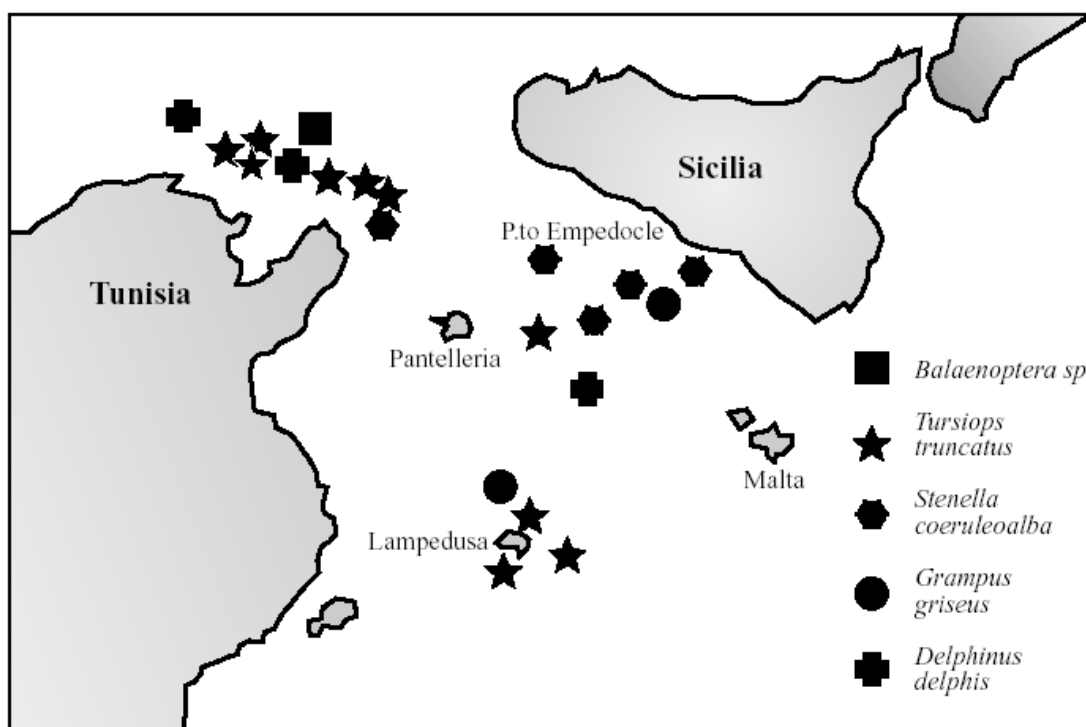 Sicilia
P.to Empedocle
Tunisia
Pantelleria
Balaenoptera sp
Tursiops
truncatus
Malta
Stenella
coeruleoalba
Lampedusa
Grampus
griseus
Delphinus
delphis